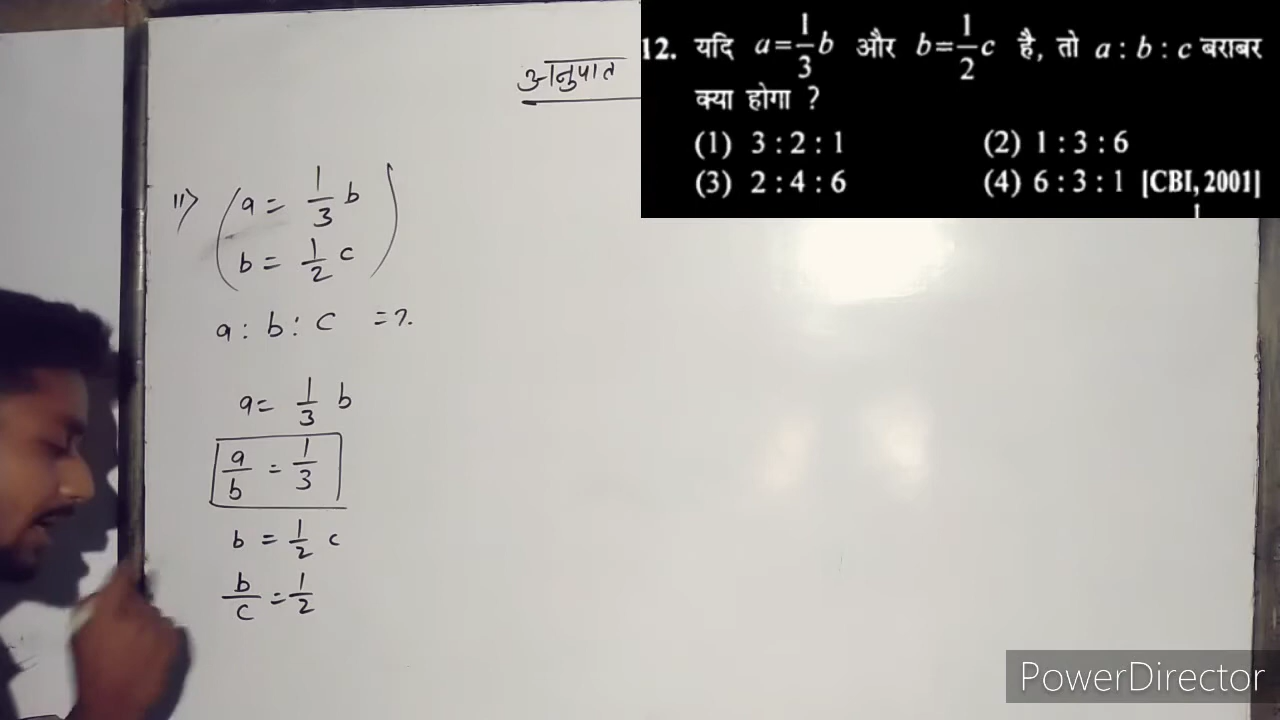 अनुपात
12. यदि a=1/3b और b=1/2c है, तो a : b : c बराबर
क्या होगा ?
(1) 3 : 2 : 1 (2) 1 : 3 : 6
(3) 2 : 4 : 6 (4) 6 : 3 : 1 [CBI, 2001]
11> ( a = 1/3 b
b = 1/2 c )
a : b : c = ?
a = 1/3 b
a/b = 1/3
b = 1/2 c
b/c = 1/2
PowerDirector